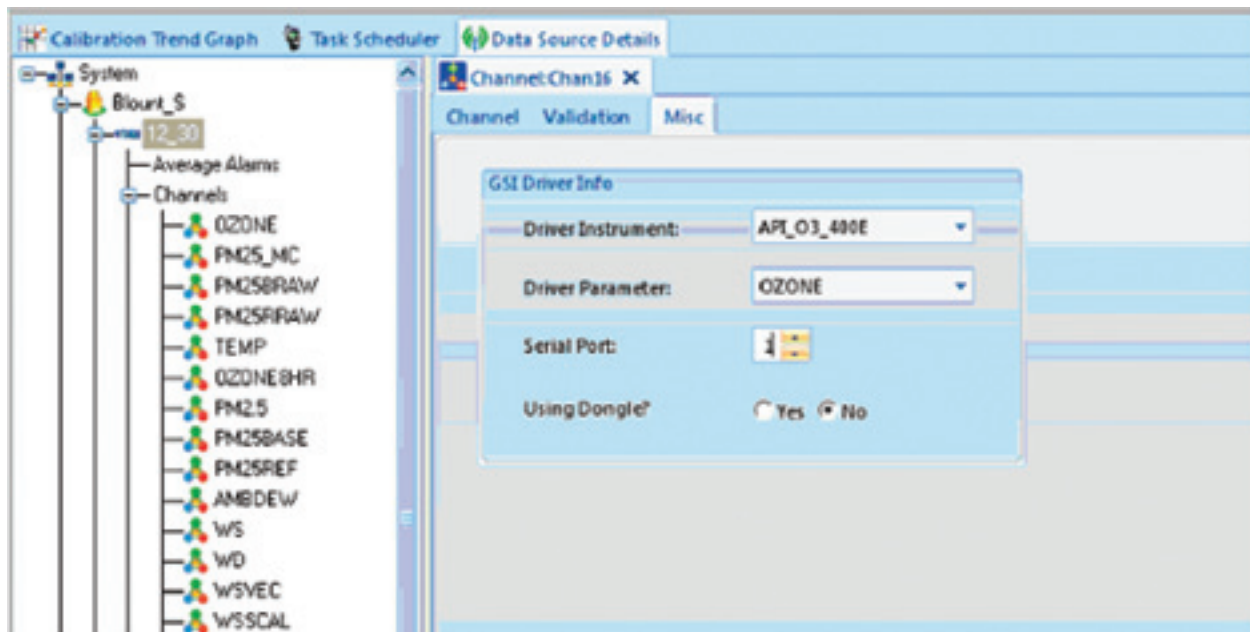 Calibration Trend Graph Task Scheduler Data Source Details
System
Blount_S
12_30
Average Alarms
Channels
OZONE
PM25_MC
PM25BRAW
PM25RRAW
TEMP
OZONE8HR
PM2.5
PM25BASE
PM25REF
AMBDEW
WS
WD
WSVEC
WSSCAL
Channel:Chan16
Channel Validation Misc
GSI Driver Info
Driver Instrument: API_O3_400E
Driver Parameter: OZONE
Serial Port: 1
Using Dongle? Yes No